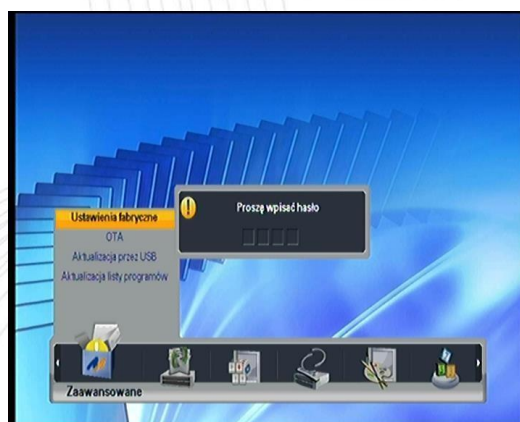 Proszę wpisać hasło
Ustawienia fabryczne
OTA
Aktualizacja przez USB
Aktualizacja listy programów
Zaawansowane